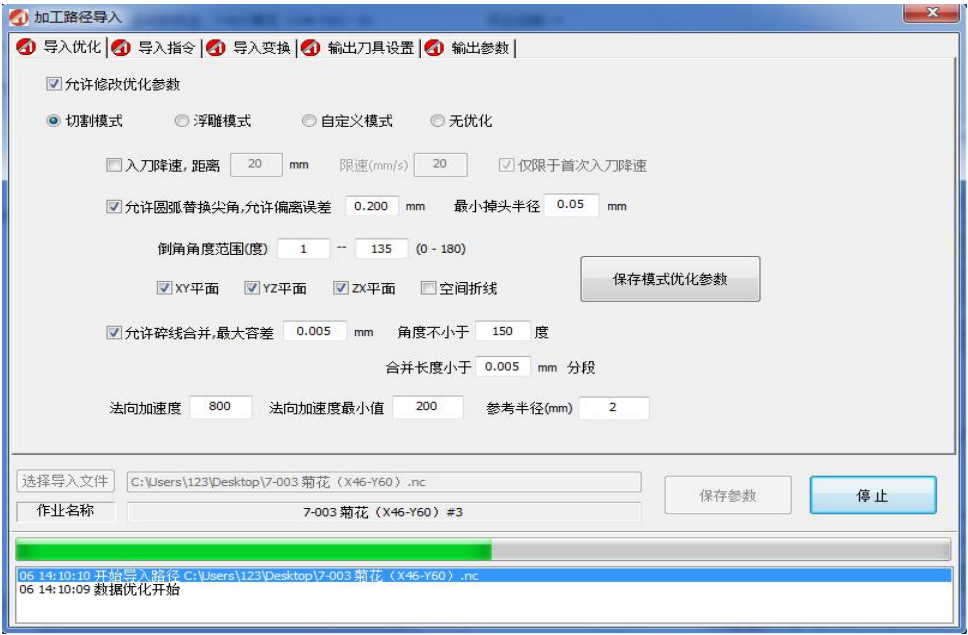 加工路径导入
导入优化 导入指令 导入变换 输出刀具设置 输出参数
允许修改优化参数
切割模式 浮雕模式 自定义模式 无优化
入刀降速, 距离 20 mm 限速(mm/s) 20 仅限于首次入刀降速
允许圆弧替换尖角,允许偏离误差 0.200 mm 最小掉头半径 0.05 mm
倒角角度范围(度) 1 -- 135 (0 - 180)
XY平面 YZ平面 ZX平面 空间折线 保存模式优化参数
允许碎线合并,最大容差 0.005 mm 角度不小于 150 度
合并长度小于 0.005 mm 分段
法向加速度 800 法向加速度最小值 200 参考半径(mm) 2
选择导入文件 C:\Users\123\Desktop\7-003 菊花（X46-Y60）.nc 保存参数 停止
作业名称 7-003 菊花（X46-Y60）#3
06 14:10:10 开始导入路径 C:\Users\123\Desktop\7-003 菊花（X46-Y60）.nc
06 14:10:09 数据优化开始